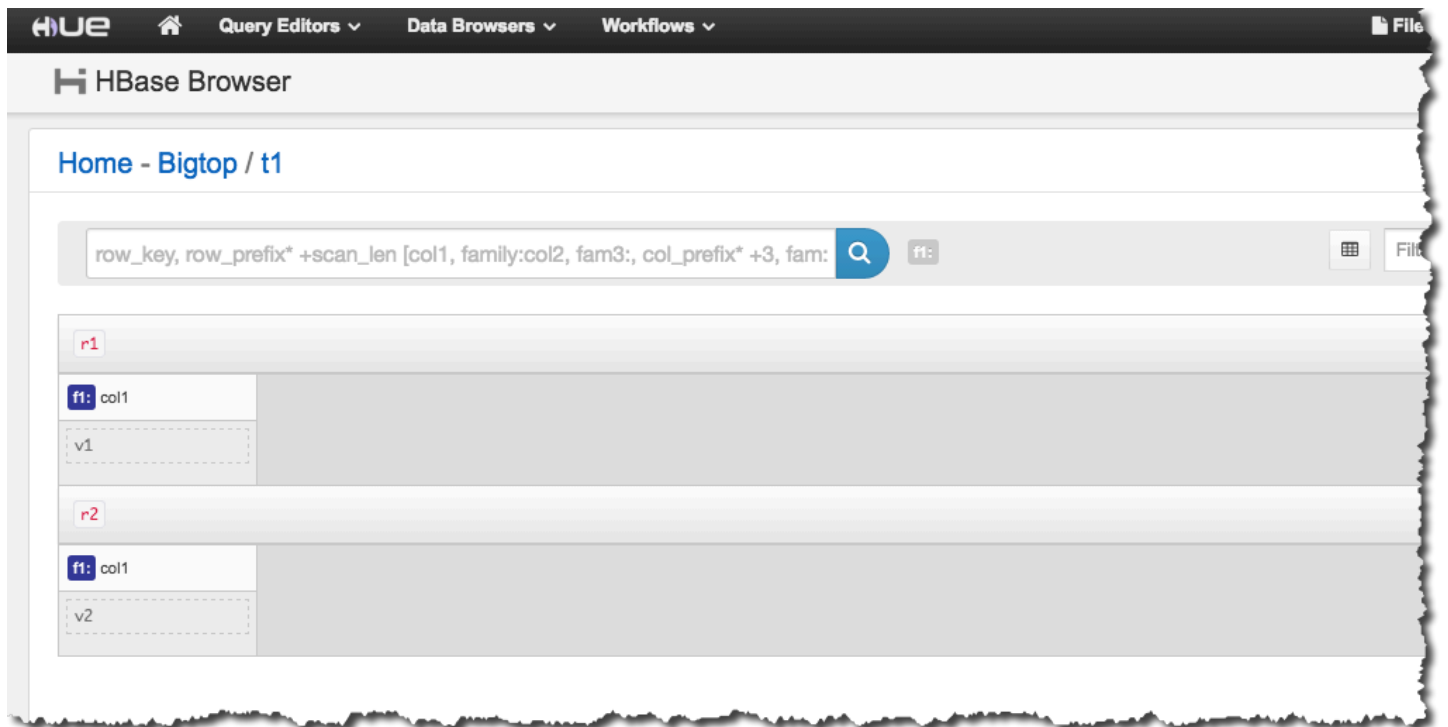 HUE Query Editors Data Browsers Workflows File
HBase Browser
Home - Bigtop / t1
row_key, row_prefix* +scan_len [col1, family:col2, fam3:, col_prefix* +3, fam: f1:
r1
f1: col1
v1
r2
f1: col1
v2